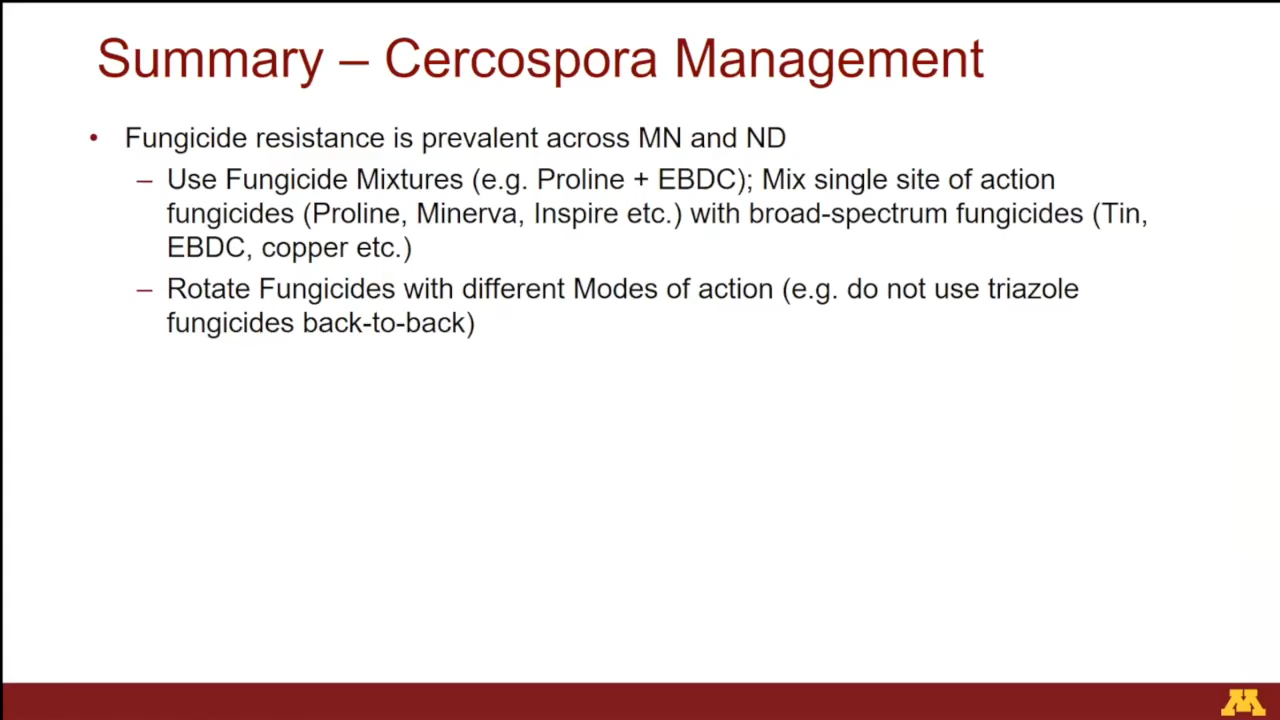 Summary – Cercospora Management
• Fungicide resistance is prevalent across MN and ND
– Use Fungicide Mixtures (e.g. Proline + EBDC); Mix single site of action
fungicides (Proline, Minerva, Inspire etc.) with broad-spectrum fungicides (Tin,
EBDC, copper etc.)
– Rotate Fungicides with different Modes of action (e.g. do not use triazole
fungicides back-to-back)
M